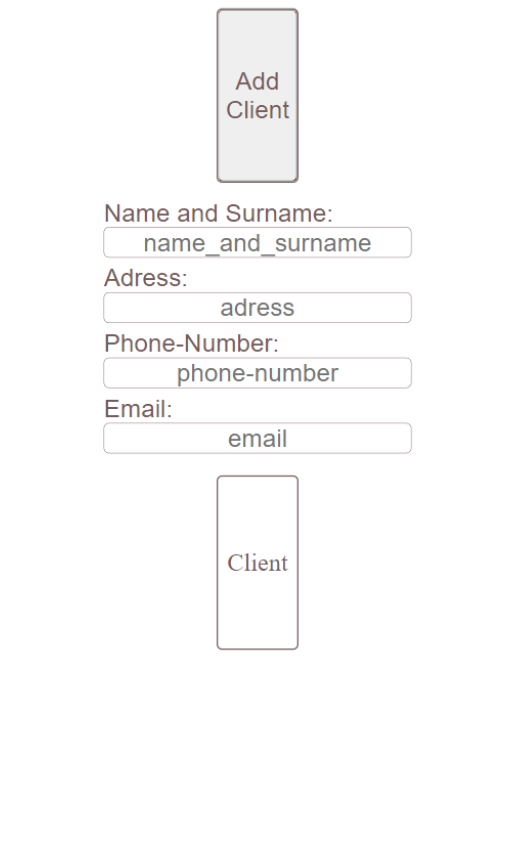 Add
Client
Name and Surname:
name_and_surname
Adress:
adress
Phone-Number:
phone-number
Email:
email
Client